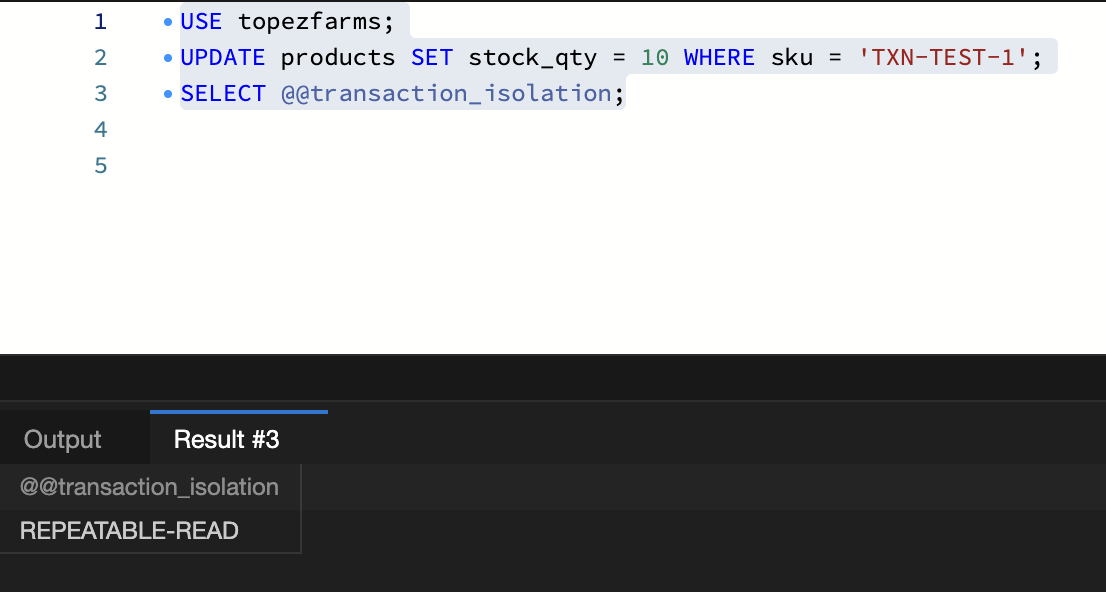 1 USE topezfarms;
2 UPDATE products SET stock_qty = 10 WHERE sku = 'TXN-TEST-1';
3 SELECT @@transaction_isolation;
4
5
Output Result #3
@@transaction_isolation
REPEATABLE-READ